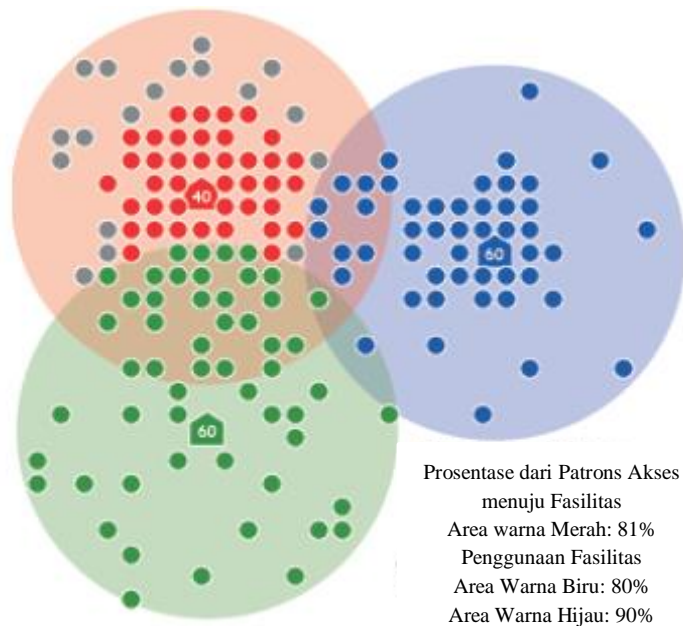 40
60
60
Prosentase dari Patrons Akses
menuju Fasilitas
Area warna Merah: 81%
Penggunaan Fasilitas
Area Warna Biru: 80%
Area Warna Hijau: 90%